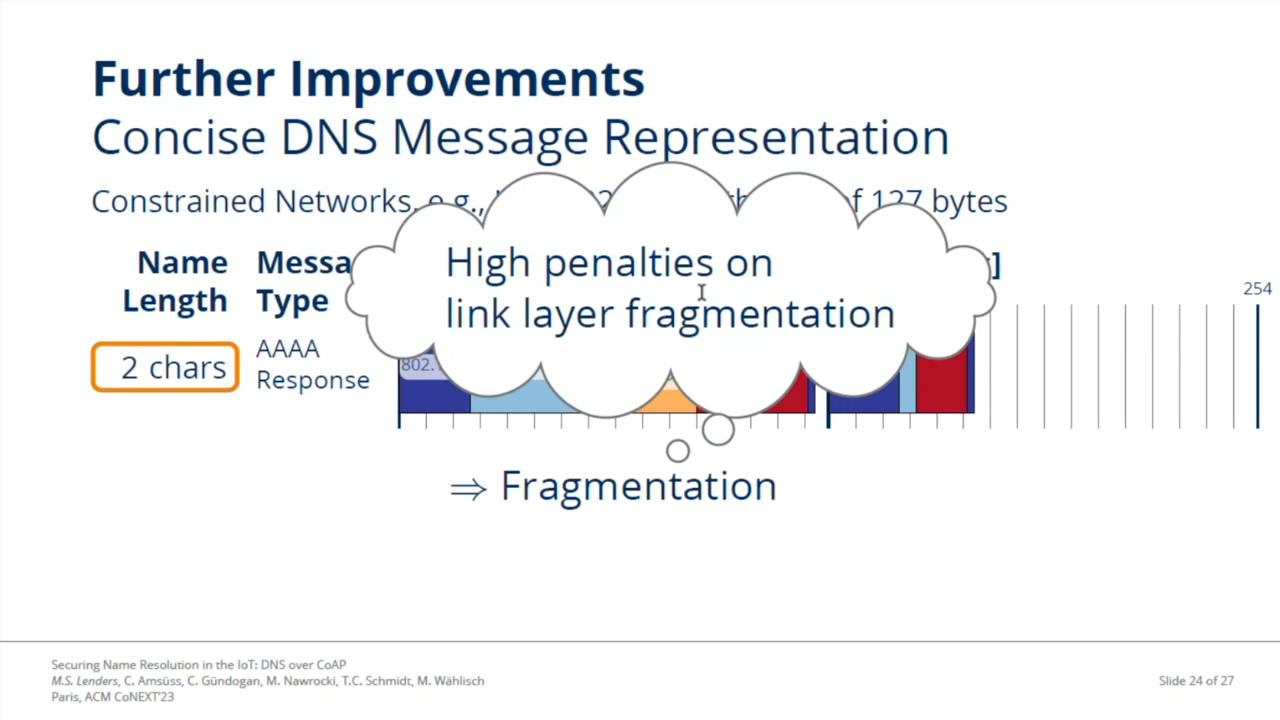 Further Improvements
Concise DNS Message Representation
Constrained Networks, e.g., of 127 bytes
High penalties on
link layer fragmentation
Name
Length
Type
254
2 chars
AAAA
Response
802.
⇒ Fragmentation
Securing Name Resolution in the IoT: DNS over CoAP
M.S. Lenders, C. Amsüss, C. Gündogan, M. Nawrocki, T.C. Schmidt, M. Wählisch
Paris, ACM CoNEXT'23
Slide 24 of 27